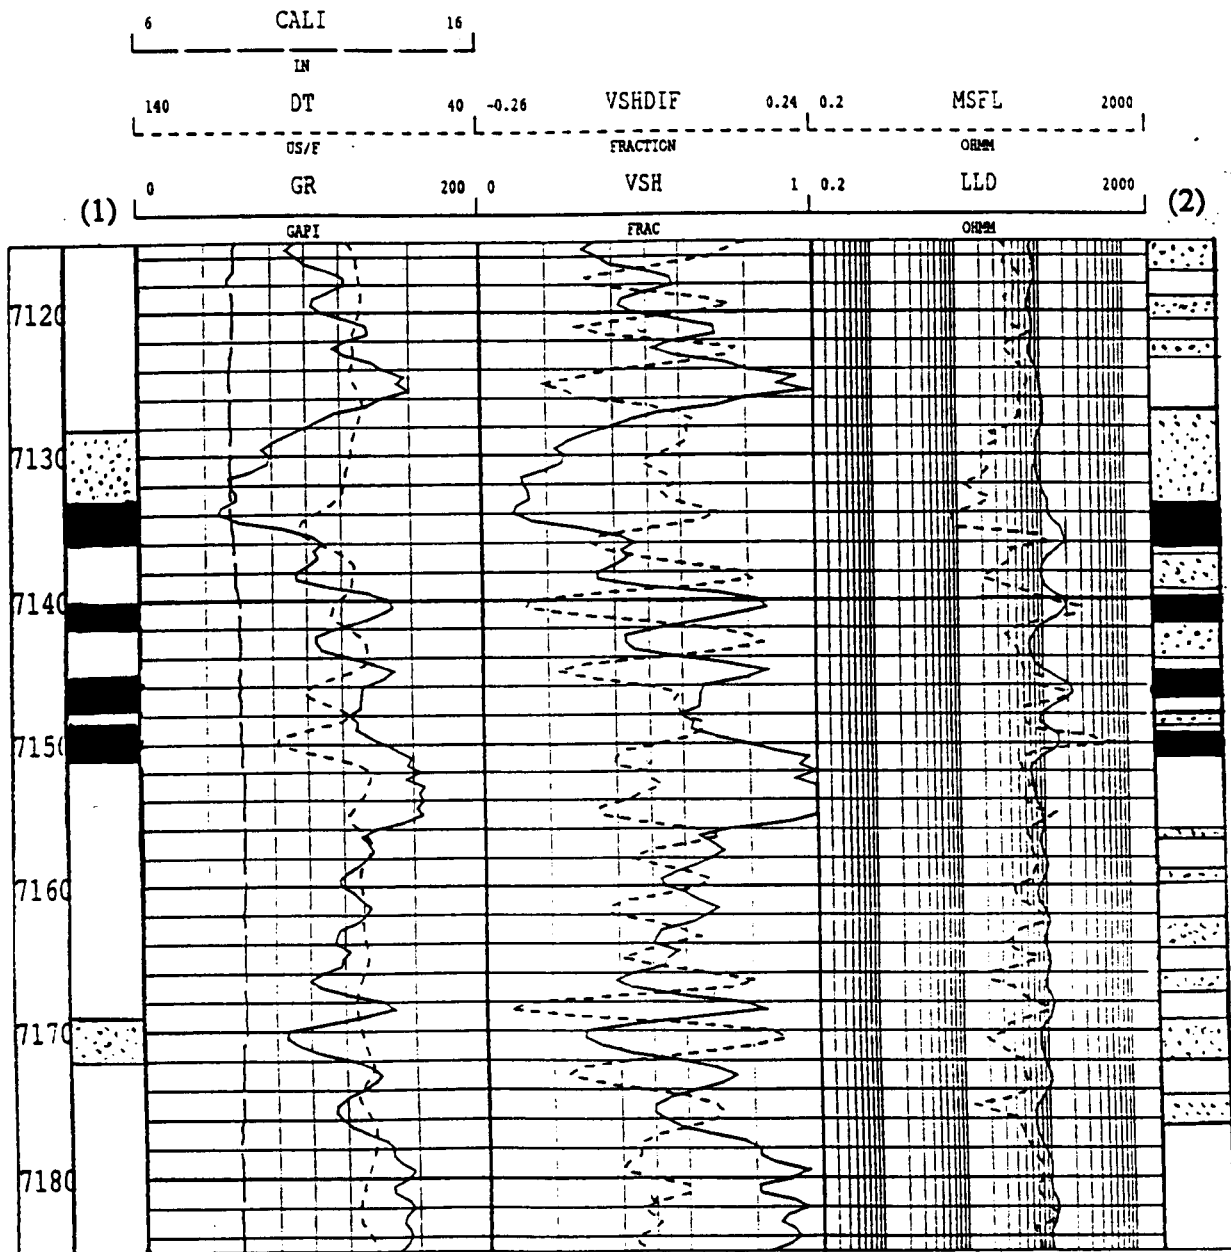 6 CALI 16
IN
140 DT 40 -0.26 VSHDIF 0.24 0.2 MSFL 2000
US/F FRACTION OHMM
(1) 0 GR 200 0 VSH 1 0.2 LLD 2000 (2)
GAPI FRAC OHMM
7120
7130
7140
7150
7160
7170
7180